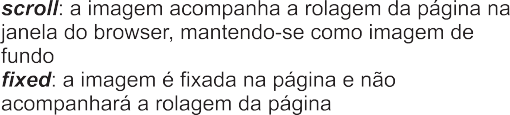 scroll: a imagem acompanha a rolagem da página na
janela do browser, mantendo-se como imagem de
fundo
fixed: a imagem é fixada na página e não
acompanhará a rolagem da página